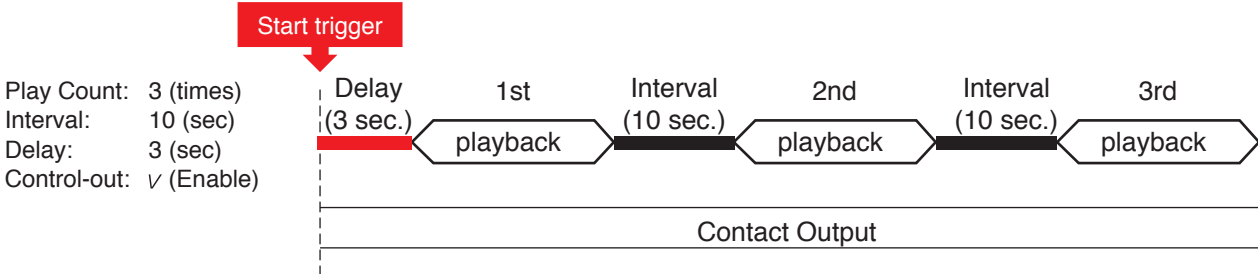 Start trigger
Play Count: 3 (times)
Interval: 10 (sec)
Delay: 3 (sec)
Control-out: √ (Enable)
Delay
(3 sec.)
1st
playback
Interval
(10 sec.)
2nd
playback
Interval
(10 sec.)
3rd
playback
Contact Output